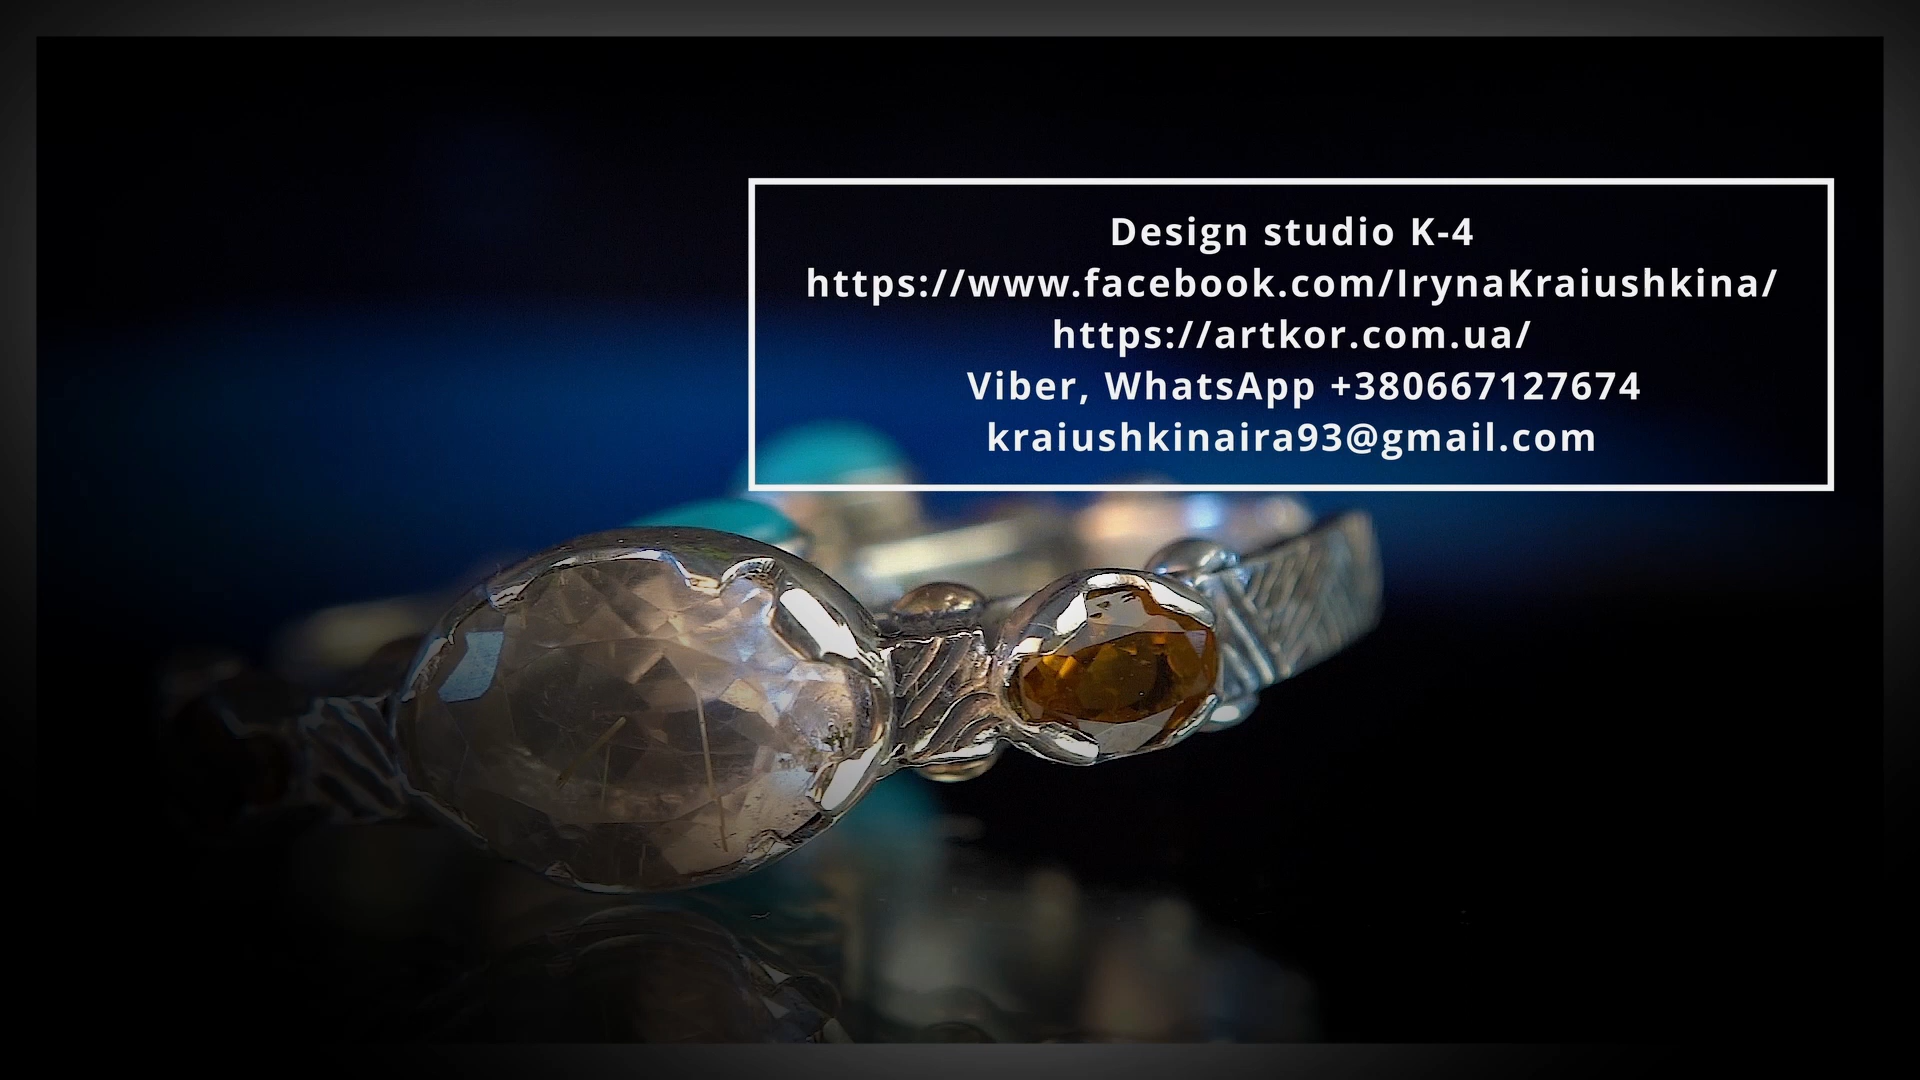 Design studio K-4
https://www.facebook.com/IrynaKraiushkina/
https://artkor.com.ua/
Viber, WhatsApp +380667127674
kraiushkinaira93@gmail.com